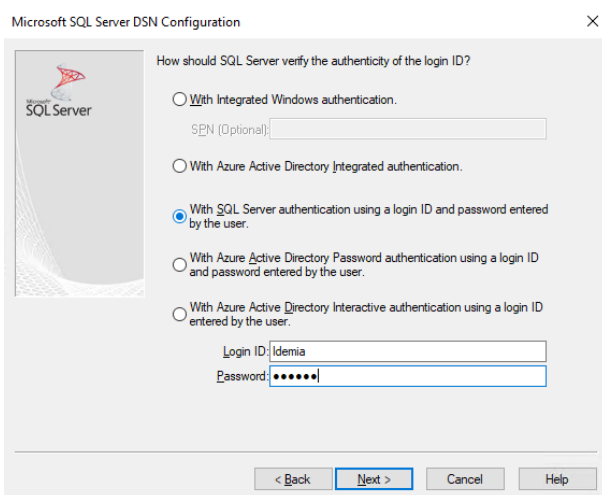 Microsoft SQL Server DSN Configuration
Microsoft
SQL Server
How should SQL Server verify the authenticity of the login ID?
With Integrated Windows authentication.
SPN (Optional):
With Azure Active Directory Integrated authentication.
With SQL Server authentication using a login ID and password entered
by the user.
With Azure Active Directory Password authentication using a login ID
and password entered by the user.
With Azure Active Directory Interactive authentication using a login ID
entered by the user.
Login ID: Idemia
Password: ●●●●●●
< Back Next > Cancel Help